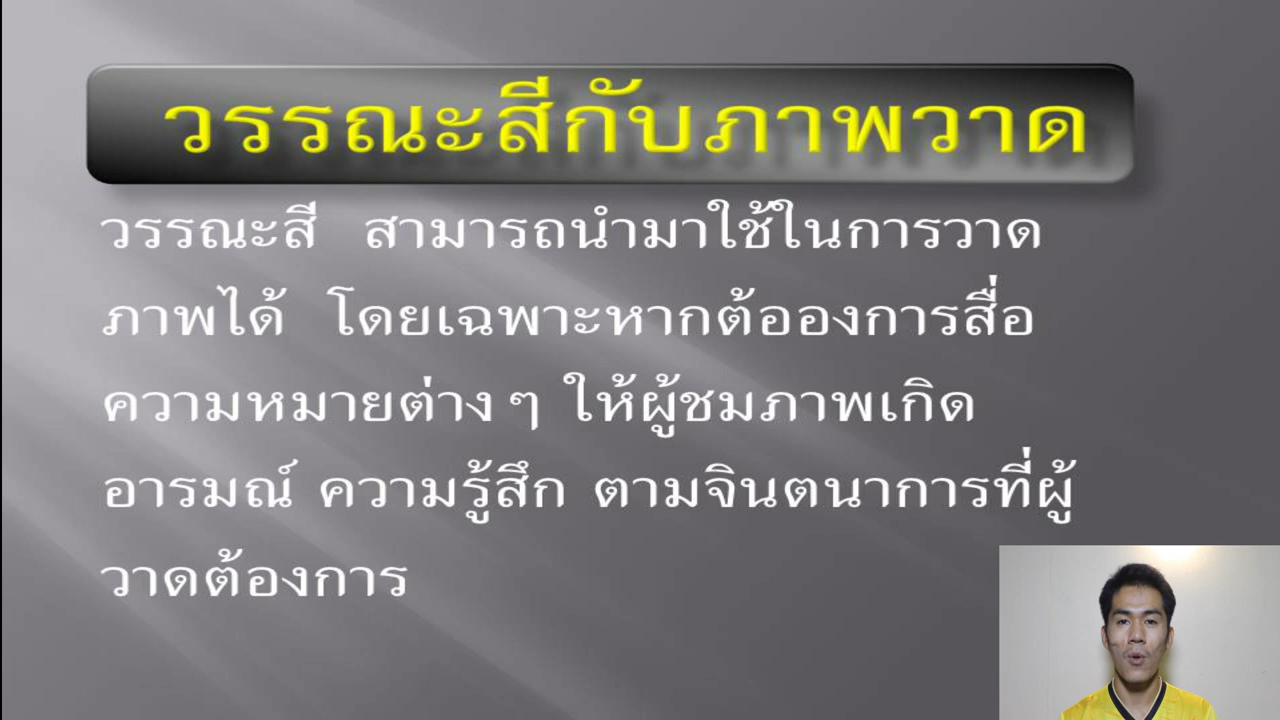 วรรณะสีกับภาพวาด
วรรณะสี สามารถนำมาใช้ในการวาด
ภาพได้ โดยเฉพาะหากต้อองการสื่อ
ความหมายต่าง ๆ ให้ผู้ชมภาพเกิด
อารมณ์ ความรู้สึก ตามจินตนาการที่ผู้
วาดต้องการ